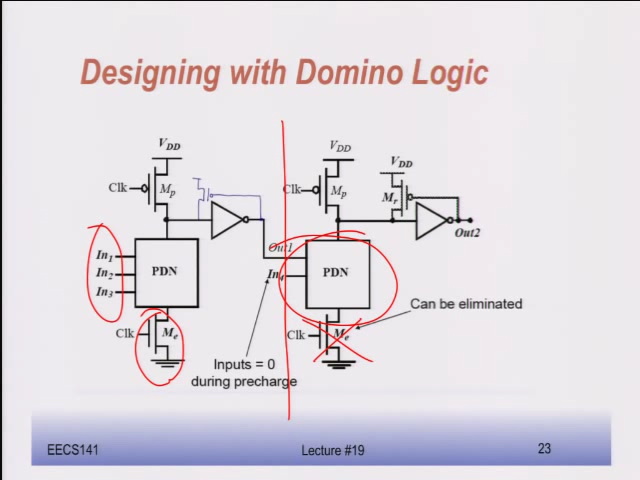 Designing with Domino Logic
VDD
Clk
Mp
In1
In2
In3
PDN
Clk
Me
VDD
Clk
Mp
VDD
Mr
Out1
In4
PDN
Out2
Can be eliminated
Clk
Me
Inputs = 0
during precharge
EECS141
Lecture #19
23